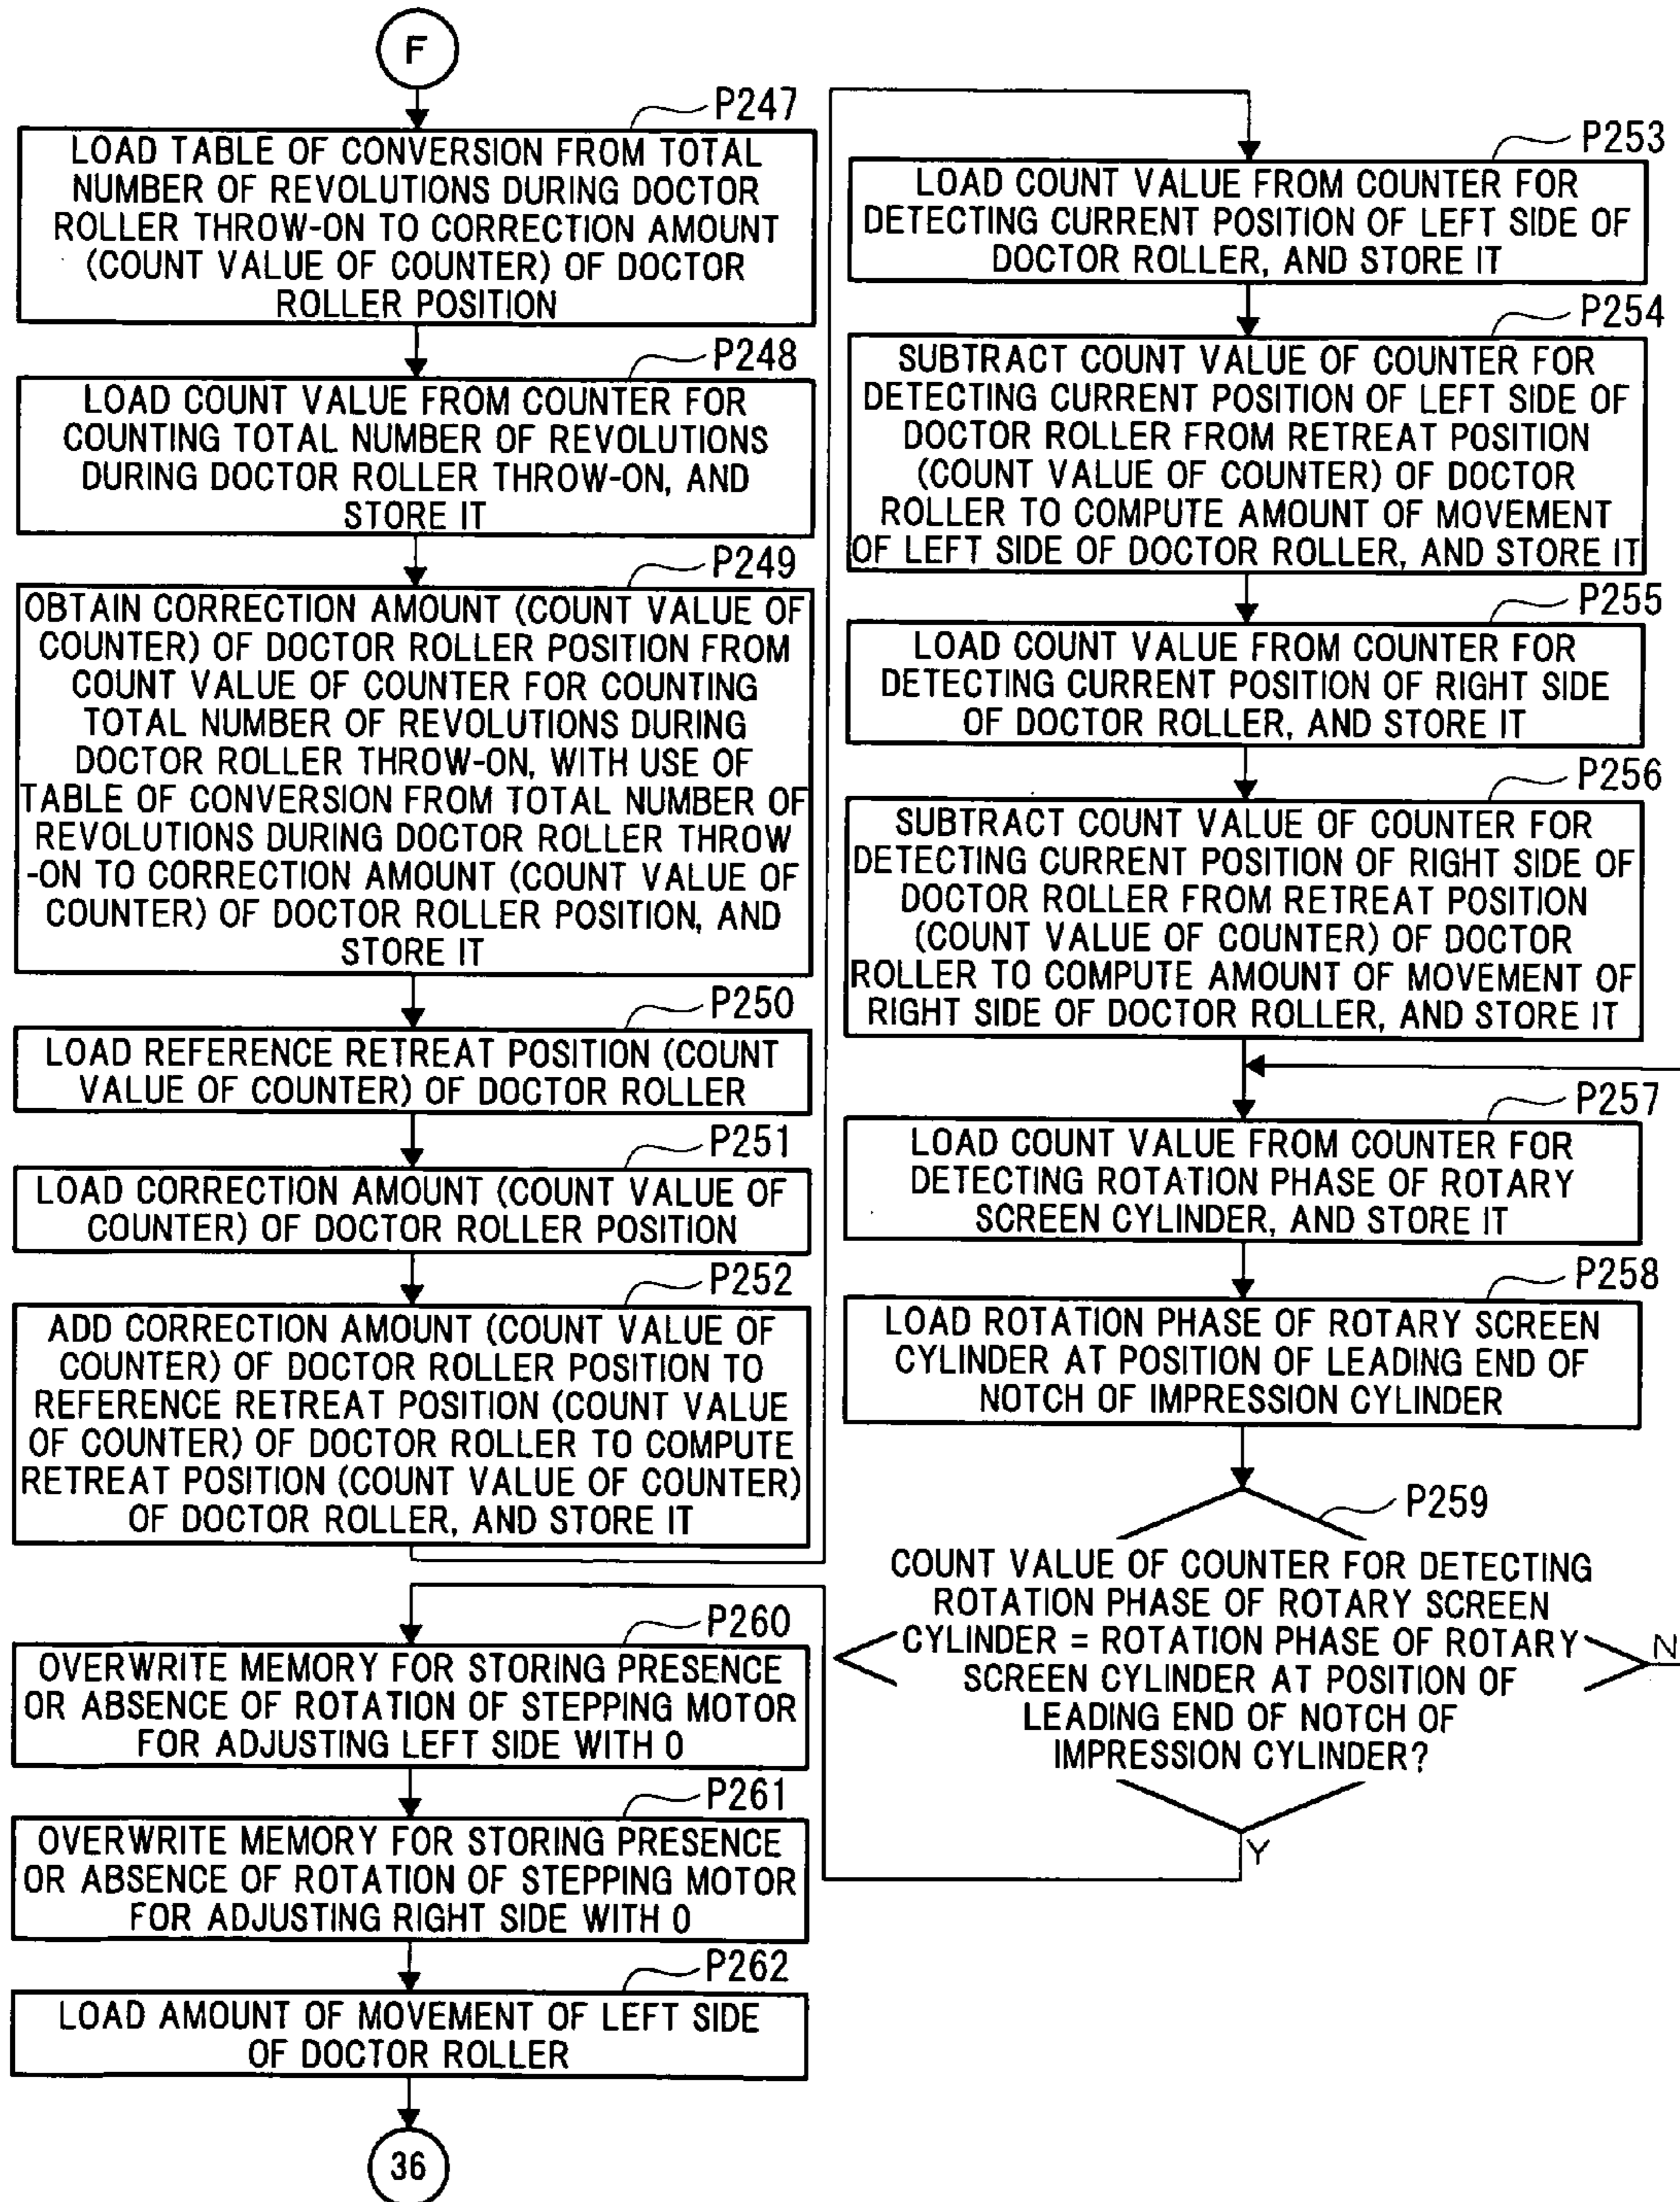 F
P247
LOAD TABLE OF CONVERSION FROM TOTAL
NUMBER OF REVOLUTIONS DURING DOCTOR
ROLLER THROW-ON TO CORRECTION AMOUNT
(COUNT VALUE OF COUNTER) OF DOCTOR
ROLLER POSITION
P248
LOAD COUNT VALUE FROM COUNTER FOR
COUNTING TOTAL NUMBER OF REVOLUTIONS
DURING DOCTOR ROLLER THROW-ON, AND
STORE IT
P249
OBTAIN CORRECTION AMOUNT (COUNT VALUE OF
COUNTER) OF DOCTOR ROLLER POSITION FROM
COUNT VALUE OF COUNTER FOR COUNTING
TOTAL NUMBER OF REVOLUTIONS DURING
DOCTOR ROLLER THROW-ON, WITH USE OF
TABLE OF CONVERSION FROM TOTAL NUMBER OF
REVOLUTIONS DURING DOCTOR ROLLER THROW
-ON TO CORRECTION AMOUNT (COUNT VALUE OF
COUNTER) OF DOCTOR ROLLER POSITION, AND
STORE IT
P250
LOAD REFERENCE RETREAT POSITION (COUNT
VALUE OF COUNTER) OF DOCTOR ROLLER
P251
LOAD CORRECTION AMOUNT (COUNT VALUE OF
COUNTER) OF DOCTOR ROLLER POSITION
P252
ADD CORRECTION AMOUNT (COUNT VALUE OF
COUNTER) OF DOCTOR ROLLER POSITION TO
REFERENCE RETREAT POSITION (COUNT VALUE
OF COUNTER) OF DOCTOR ROLLER TO COMPUTE
RETREAT POSITION (COUNT VALUE OF COUNTER)
OF DOCTOR ROLLER, AND STORE IT
P253
LOAD COUNT VALUE FROM COUNTER FOR
DETECTING CURRENT POSITION OF LEFT SIDE OF
DOCTOR ROLLER, AND STORE IT
P254
SUBTRACT COUNT VALUE OF COUNTER FOR
DETECTING CURRENT POSITION OF LEFT SIDE OF
DOCTOR ROLLER FROM RETREAT POSITION
(COUNT VALUE OF COUNTER) OF DOCTOR
ROLLER TO COMPUTE AMOUNT OF MOVEMENT
OF LEFT SIDE OF DOCTOR ROLLER, AND STORE IT
P255
LOAD COUNT VALUE FROM COUNTER FOR
DETECTING CURRENT POSITION OF RIGHT SIDE
OF DOCTOR ROLLER, AND STORE IT
P256
SUBTRACT COUNT VALUE OF COUNTER FOR
DETECTING CURRENT POSITION OF RIGHT SIDE OF
DOCTOR ROLLER FROM RETREAT POSITION
(COUNT VALUE OF COUNTER) OF DOCTOR
ROLLER TO COMPUTE AMOUNT OF MOVEMENT OF
RIGHT SIDE OF DOCTOR ROLLER, AND STORE IT
P257
LOAD COUNT VALUE FROM COUNTER FOR
DETECTING ROTATION PHASE OF ROTARY
SCREEN CYLINDER, AND STORE IT
P258
LOAD ROTATION PHASE OF ROTARY SCREEN
CYLINDER AT POSITION OF LEADING END OF
NOTCH OF IMPRESSION CYLINDER
P259
COUNT VALUE OF COUNTER FOR DETECTING
ROTATION PHASE OF ROTARY SCREEN
CYLINDER = ROTATION PHASE OF ROTARY
SCREEN CYLINDER AT POSITION OF
LEADING END OF NOTCH OF
IMPRESSION CYLINDER?
N
Y
P260
OVERWRITE MEMORY FOR STORING PRESENCE
OR ABSENCE OF ROTATION OF STEPPING MOTOR
FOR ADJUSTING LEFT SIDE WITH 0
P261
OVERWRITE MEMORY FOR STORING PRESENCE
OR ABSENCE OF ROTATION OF STEPPING MOTOR
FOR ADJUSTING RIGHT SIDE WITH 0
P262
LOAD AMOUNT OF MOVEMENT OF LEFT SIDE
OF DOCTOR ROLLER
36